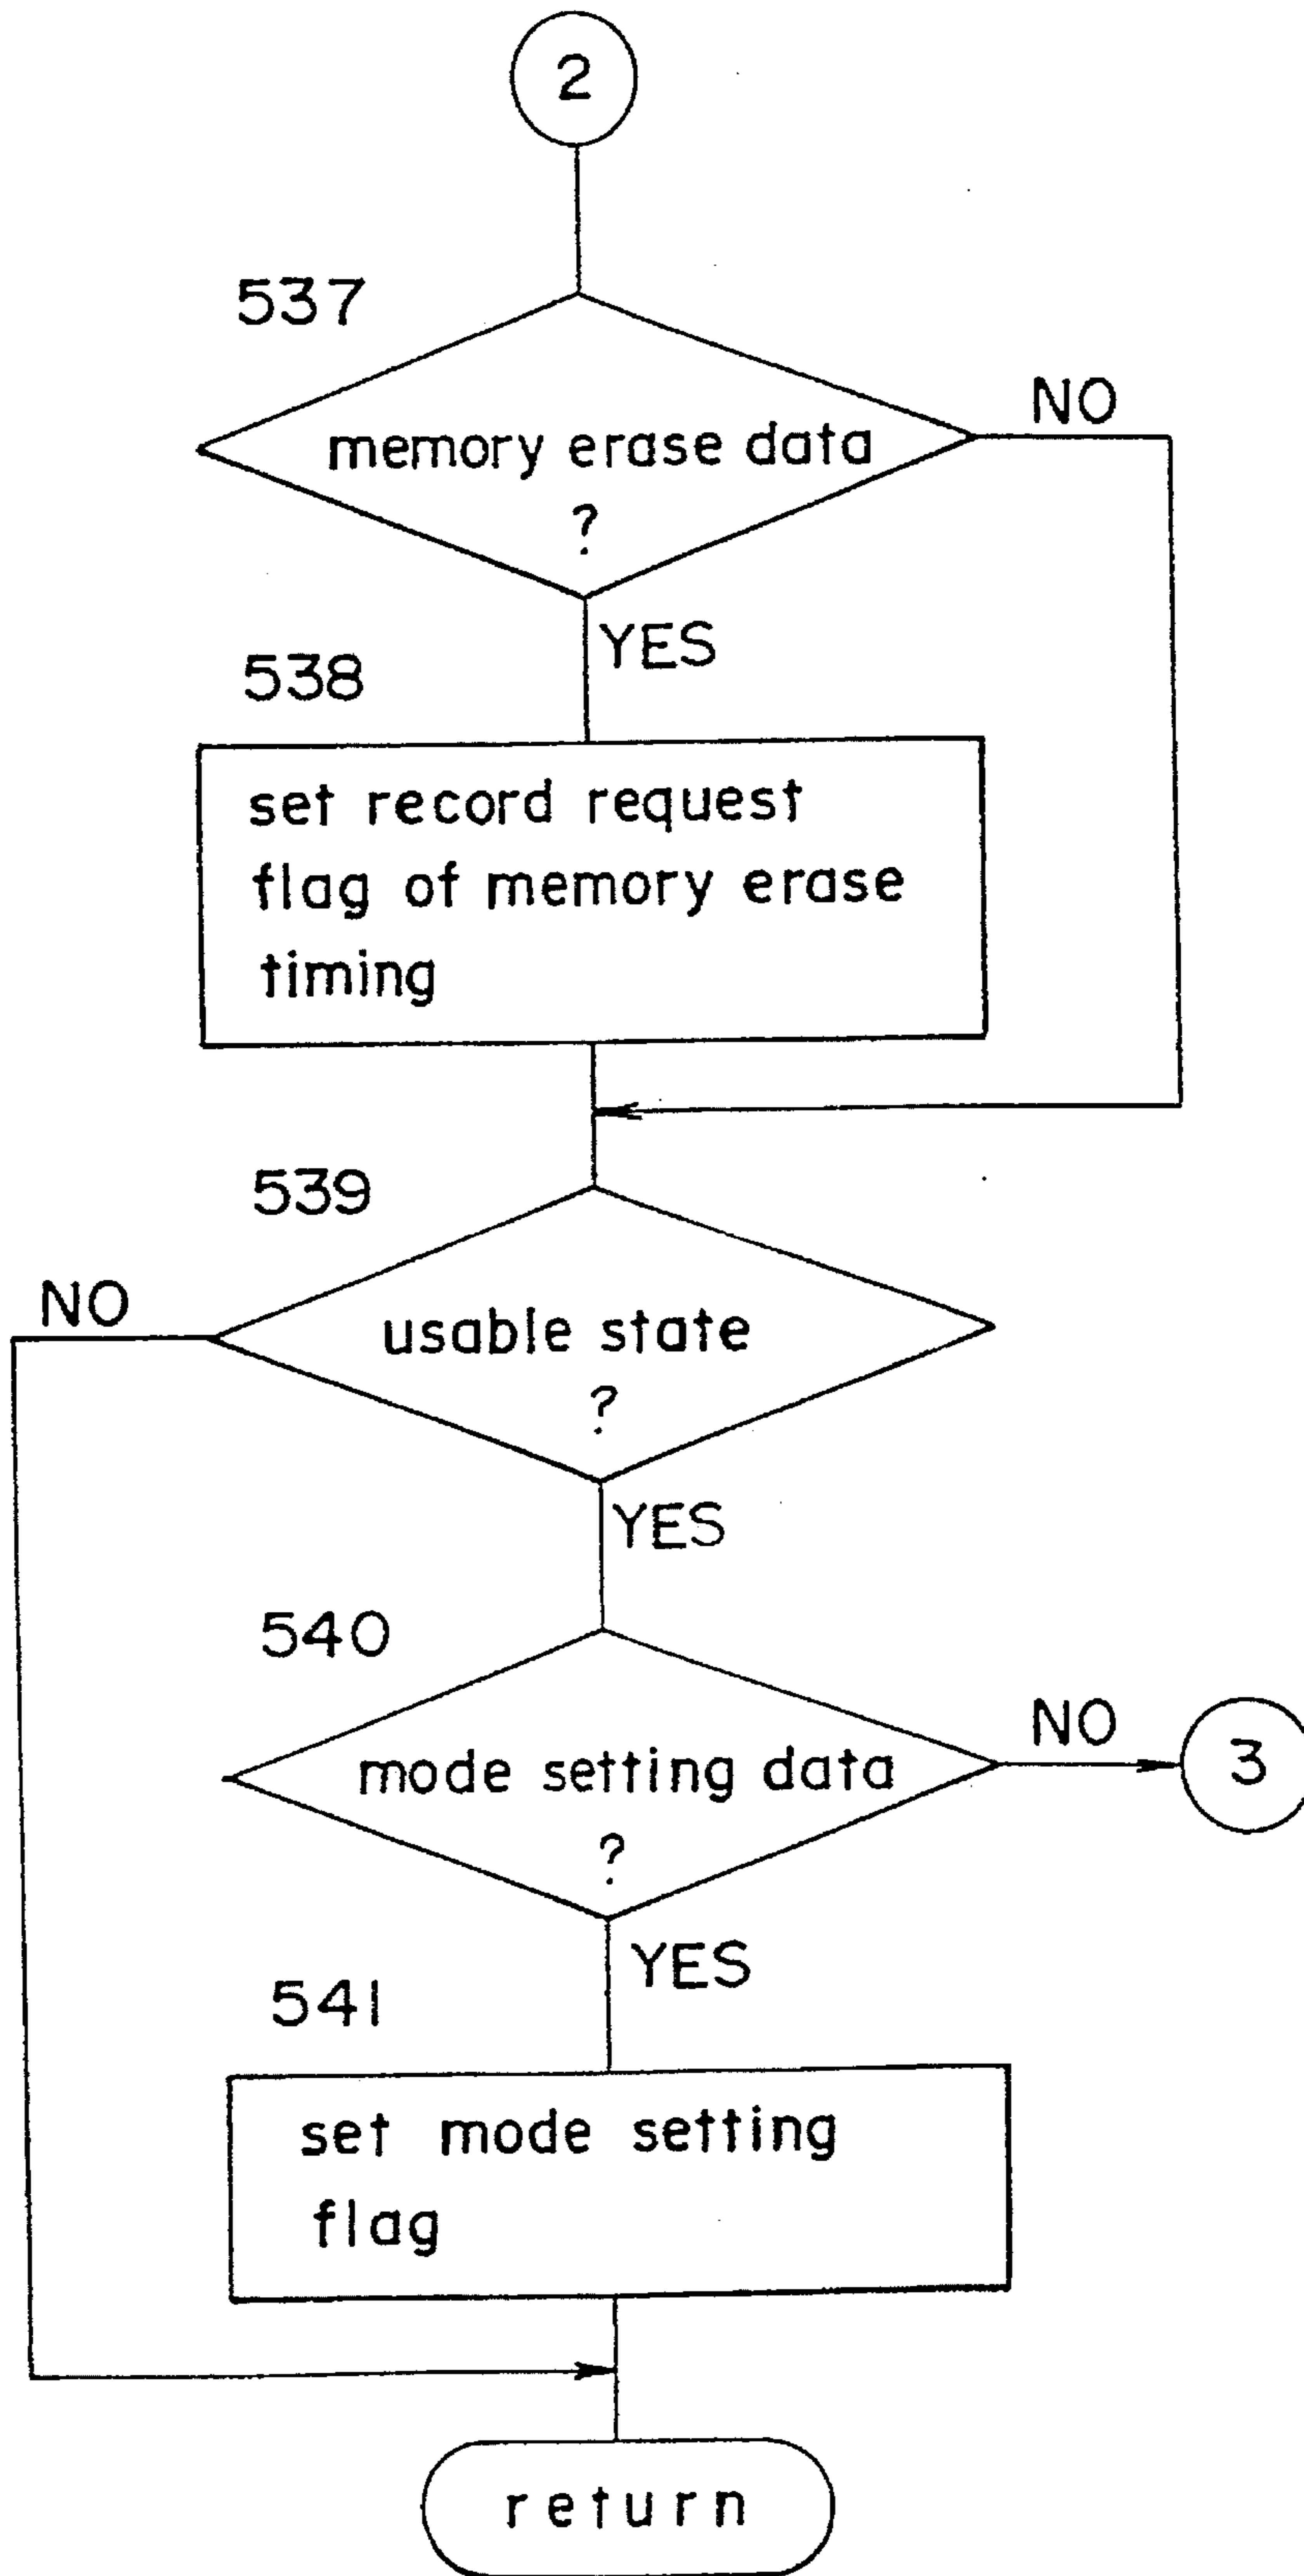 2
537
NO
memory erase data
?
YES
538
set record request
flag of memory erase
timing
539
NO
usable state
?
YES
540
NO
mode setting data
3
?
YES
541
set mode setting
flag
return